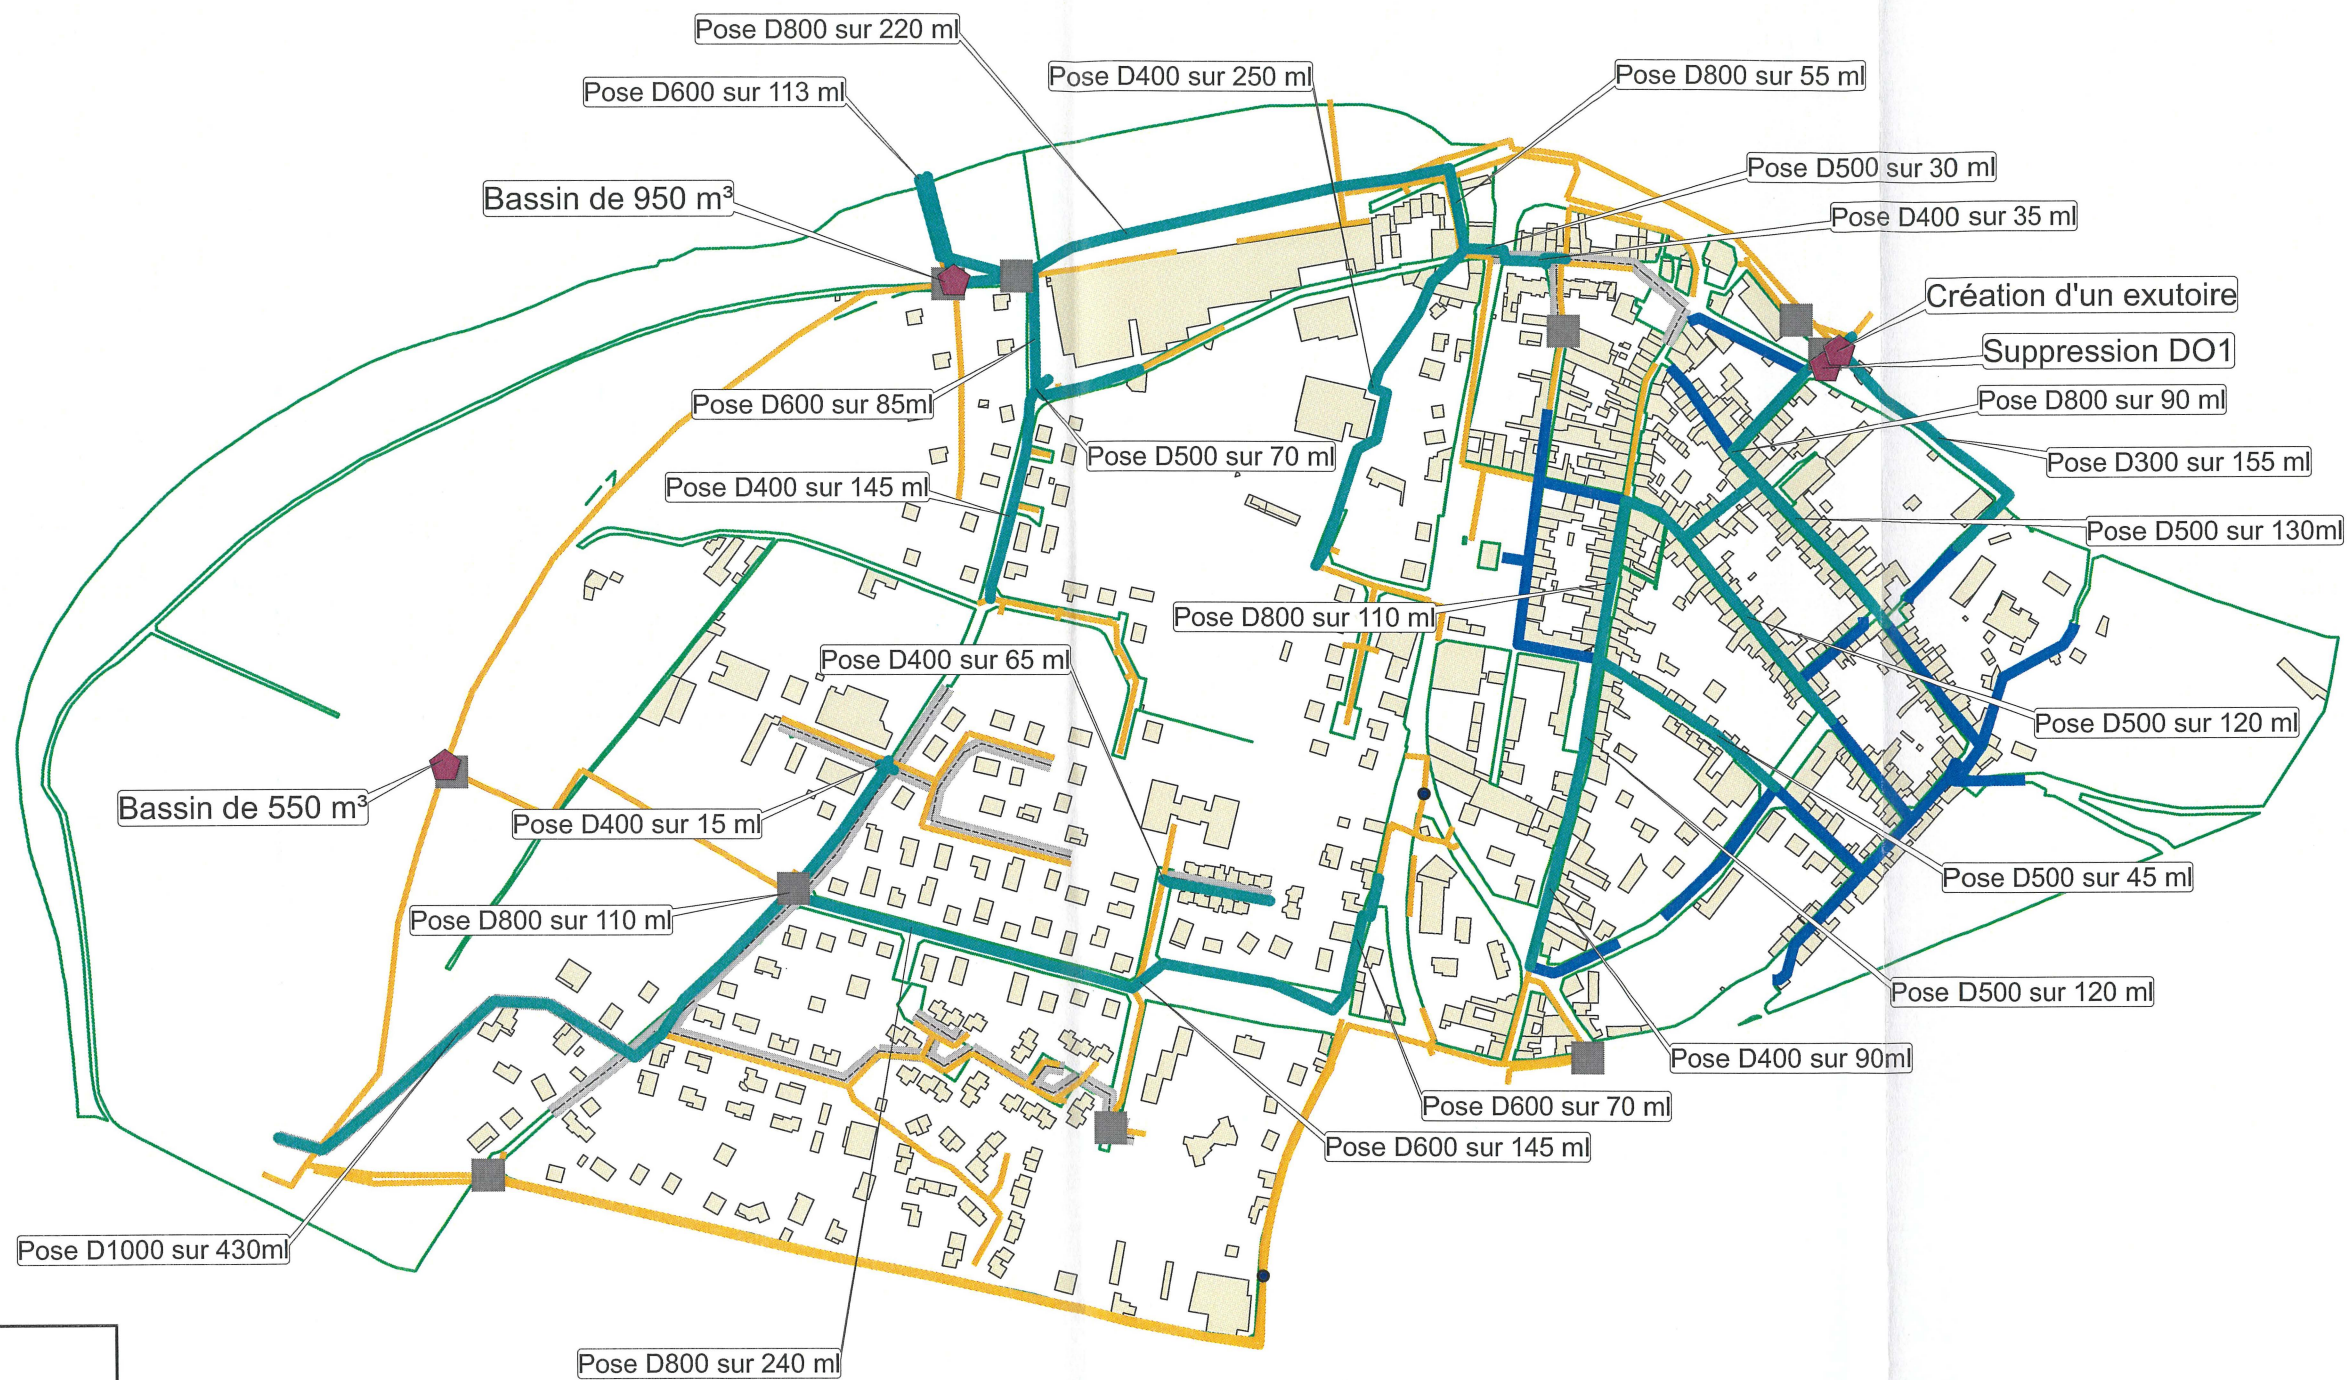 Pose D800 sur 220 ml
Pose D400 sur 250 ml
Pose D800 sur 55 ml
Pose D600 sur 113 ml
Pose D500 sur 30 ml
Bassin de 950 m³
Pose D400 sur 35 ml
Création d'un exutoire
Suppression DO1
Pose D600 sur 85ml
Pose D800 sur 90 ml
Pose D500 sur 70 ml
Pose D300 sur 155 ml
Pose D400 sur 145 ml
Pose D500 sur 130ml
Pose D800 sur 110 ml
Pose D400 sur 65 ml
Pose D500 sur 120 ml
Bassin de 550 m³
Pose D400 sur 15 ml
Pose D500 sur 45 ml
Pose D800 sur 110 ml
Pose D500 sur 120 ml
Pose D400 sur 90ml
Pose D600 sur 70 ml
Pose D600 sur 145 ml
Pose D1000 sur 430ml
Pose D800 sur 240 ml